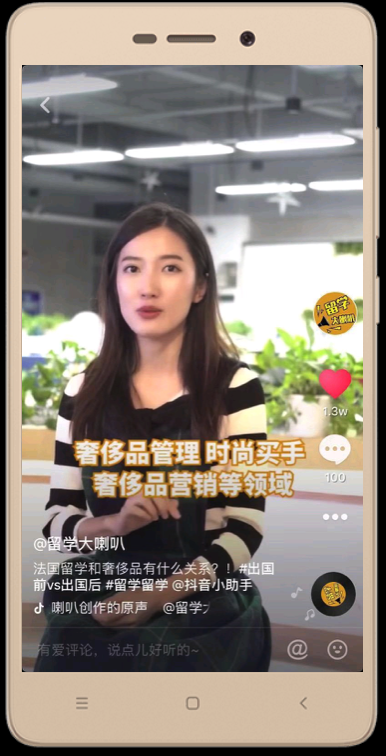 留学
大喇叭
1.3w
100
奢侈品管理 时尚买手
奢侈品营销等领域
@留学大喇叭
法国留学和奢侈品有什么关系？！#出国
前vs出国后 #留学留学 @抖音小助手
喇叭创作的原声 @留学
有爱评论，说点儿好听的~